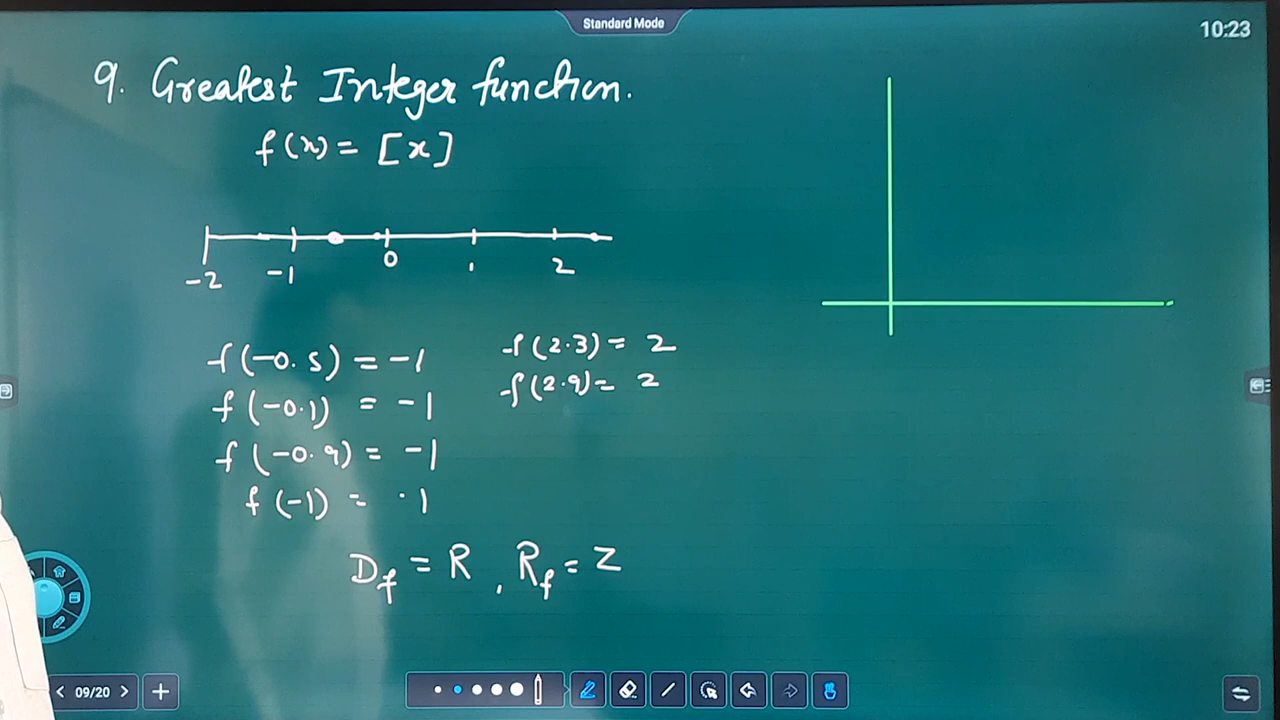 Standard Mode
10:23
9. Greatest Integer function.
f(x) = [x]
-2 -1 0 1 2
f(-0.5) = -1
f(-0.1) = -1
f(-0.9) = -1
f(-1) = -1
f(2.3) = 2
f(2.9) = 2
Df = R, Rf = Z
09/20